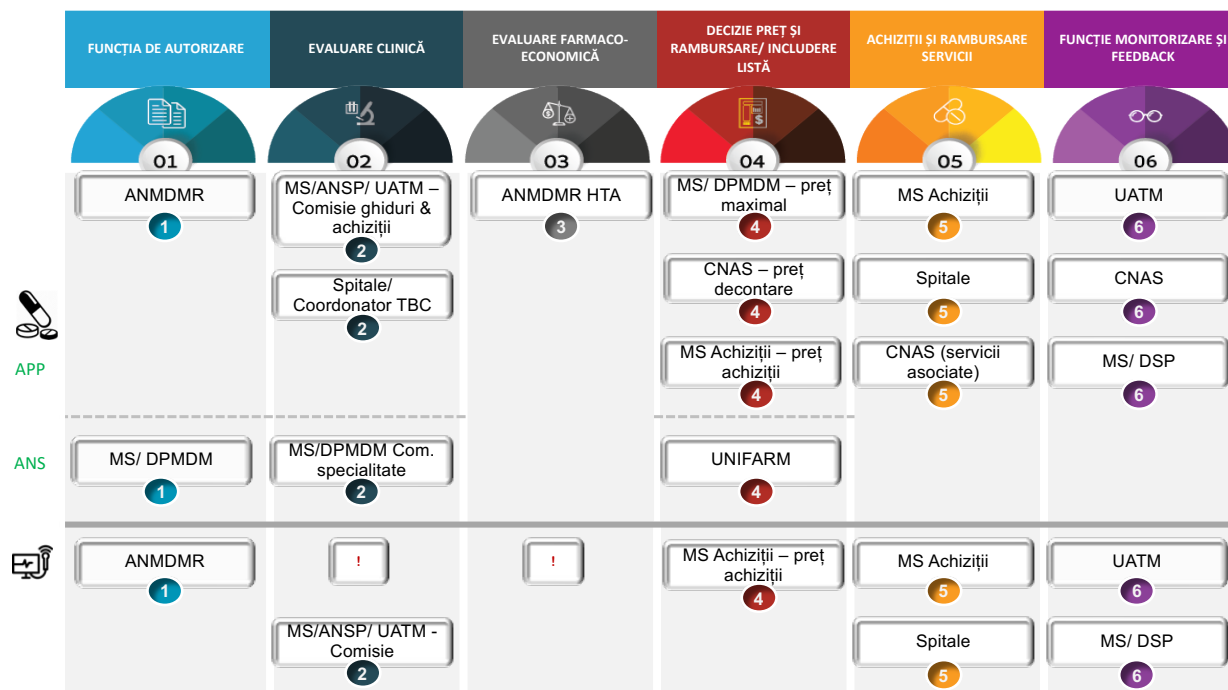 FUNCȚIA DE AUTORIZARE
EVALUARE CLINICĂ
EVALUARE FARMACO-
ECONOMICĂ
DECIZIE PREȚ ȘI
RAMBURSARE/ INCLUDERE
LISTĂ
ACHIZIȚII ȘI RAMBURSARE
SERVICII
FUNCȚIE MONITORIZARE ȘI
FEEDBACK
01
02
03
04
05
06
ANMDMR
1
MS/ANSP/ UATM –
Comisie ghiduri &
achiziții
2
ANMDMR HTA
3
MS/ DPMDM – preț
maximal
4
MS Achiziții
5
UATM
6
Spitale/
Coordonator TBC
2
CNAS – preț
decontare
4
Spitale
5
CNAS
6
APP
MS Achiziții – preț
achiziții
4
CNAS (servicii
asociate)
5
MS/ DSP
6
ANS
MS/ DPMDM
1
MS/DPMDM Com.
specialitate
2
UNIFARM
4
ANMDMR
1
!
!
MS Achiziții – preț
achiziții
4
MS Achiziții
5
UATM
6
MS/ANSP/ UATM -
Comisie
2
Spitale
5
MS/ DSP
6